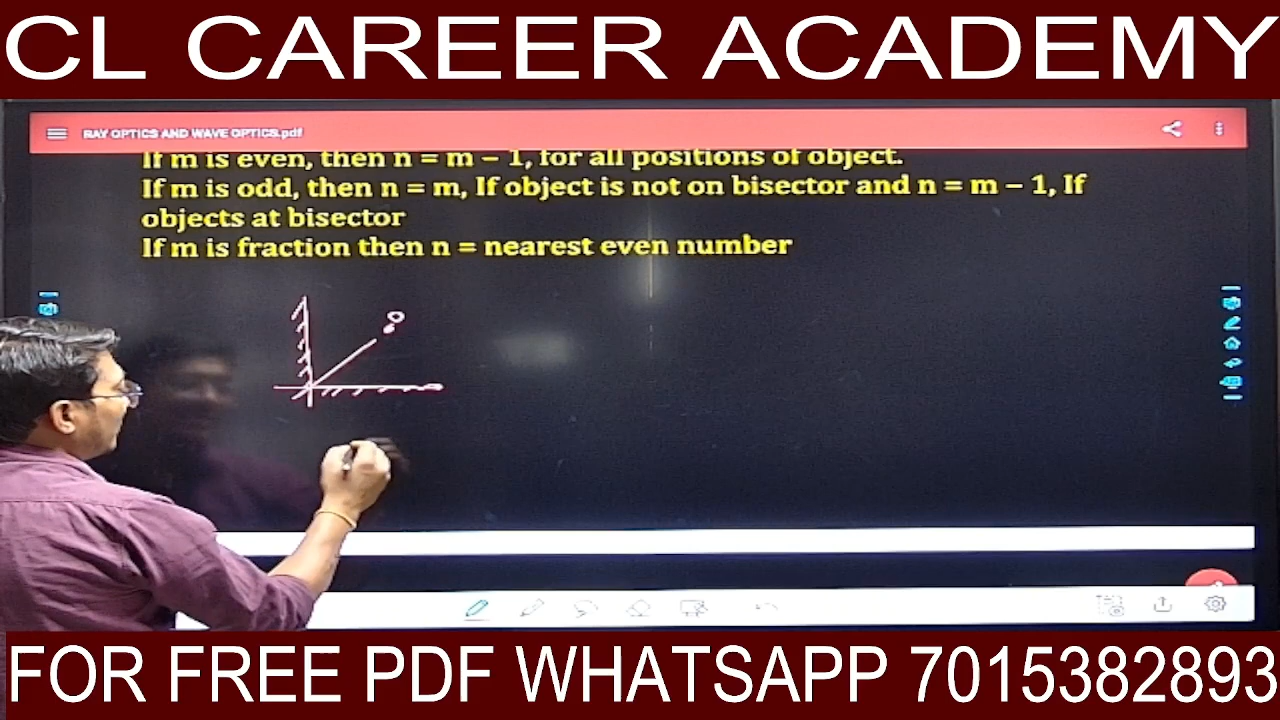 CL CAREER ACADEMY
RAY OPTICS AND WAVE OPTICS.pdf
If m is even, then n = m – 1, for all positions of object.
If m is odd, then n = m, If object is not on bisector and n = m – 1, If
objects at bisector
If m is fraction then n = nearest even number
O
FOR FREE PDF WHATSAPP 7015382893